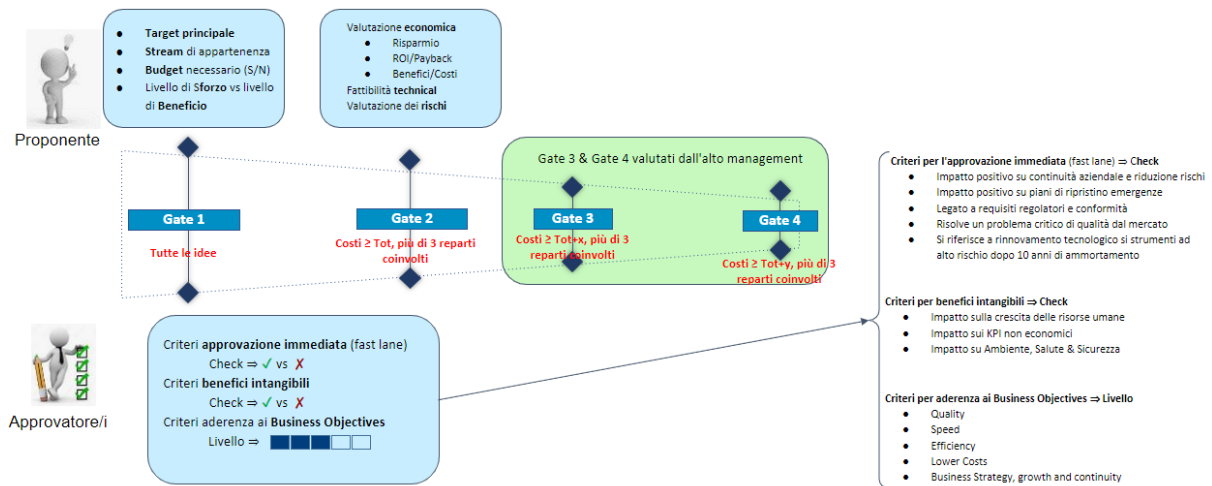 Target principale
Stream di appartenenza
Budget necessario (S/N)
Livello di Sforzo vs livello
di Beneficio
Valutazione economica
Risparmio
ROI/Payback
Benefici/Costi
Fattibilità technical
Valutazione dei rischi
Proponente
Gate 3 & Gate 4 valutati dall'alto management
Gate 1
Tutte le idee
Gate 2
Costi ≥ Tot, più di 3 reparti
coinvolti
Gate 3
Costi ≥ Tot+x, più di 3
reparti coinvolti
Gate 4
Costi ≥ Tot+y, più di 3
reparti coinvolti
Approvatore/i
Criteri approvazione immediata (fast lane)
Check ⇒ ✓ vs ✗
Criteri benefici intangibili
Check ⇒ ✓ vs ✗
Criteri aderenza ai Business Objectives
Livello ⇒
Criteri per l'approvazione immediata (fast lane) ⇒ Check
Impatto positivo su continuità aziendale e riduzione rischi
Impatto positivo su piani di ripristino emergenze
Legato a requisiti regolatori e conformità
Risolve un problema critico di qualità dal mercato
Si riferisce a rinnovamento tecnologico si strumenti ad
alto rischio dopo 10 anni di ammortamento
Criteri per benefici intangibili ⇒ Check
Impatto sulla crescita delle risorse umane
Impatto sui KPI non economici
Impatto su Ambiente, Salute & Sicurezza
Criteri per aderenza ai Business Objectives ⇒ Livello
Quality
Speed
Efficiency
Lower Costs
Business Strategy, growth and continuity